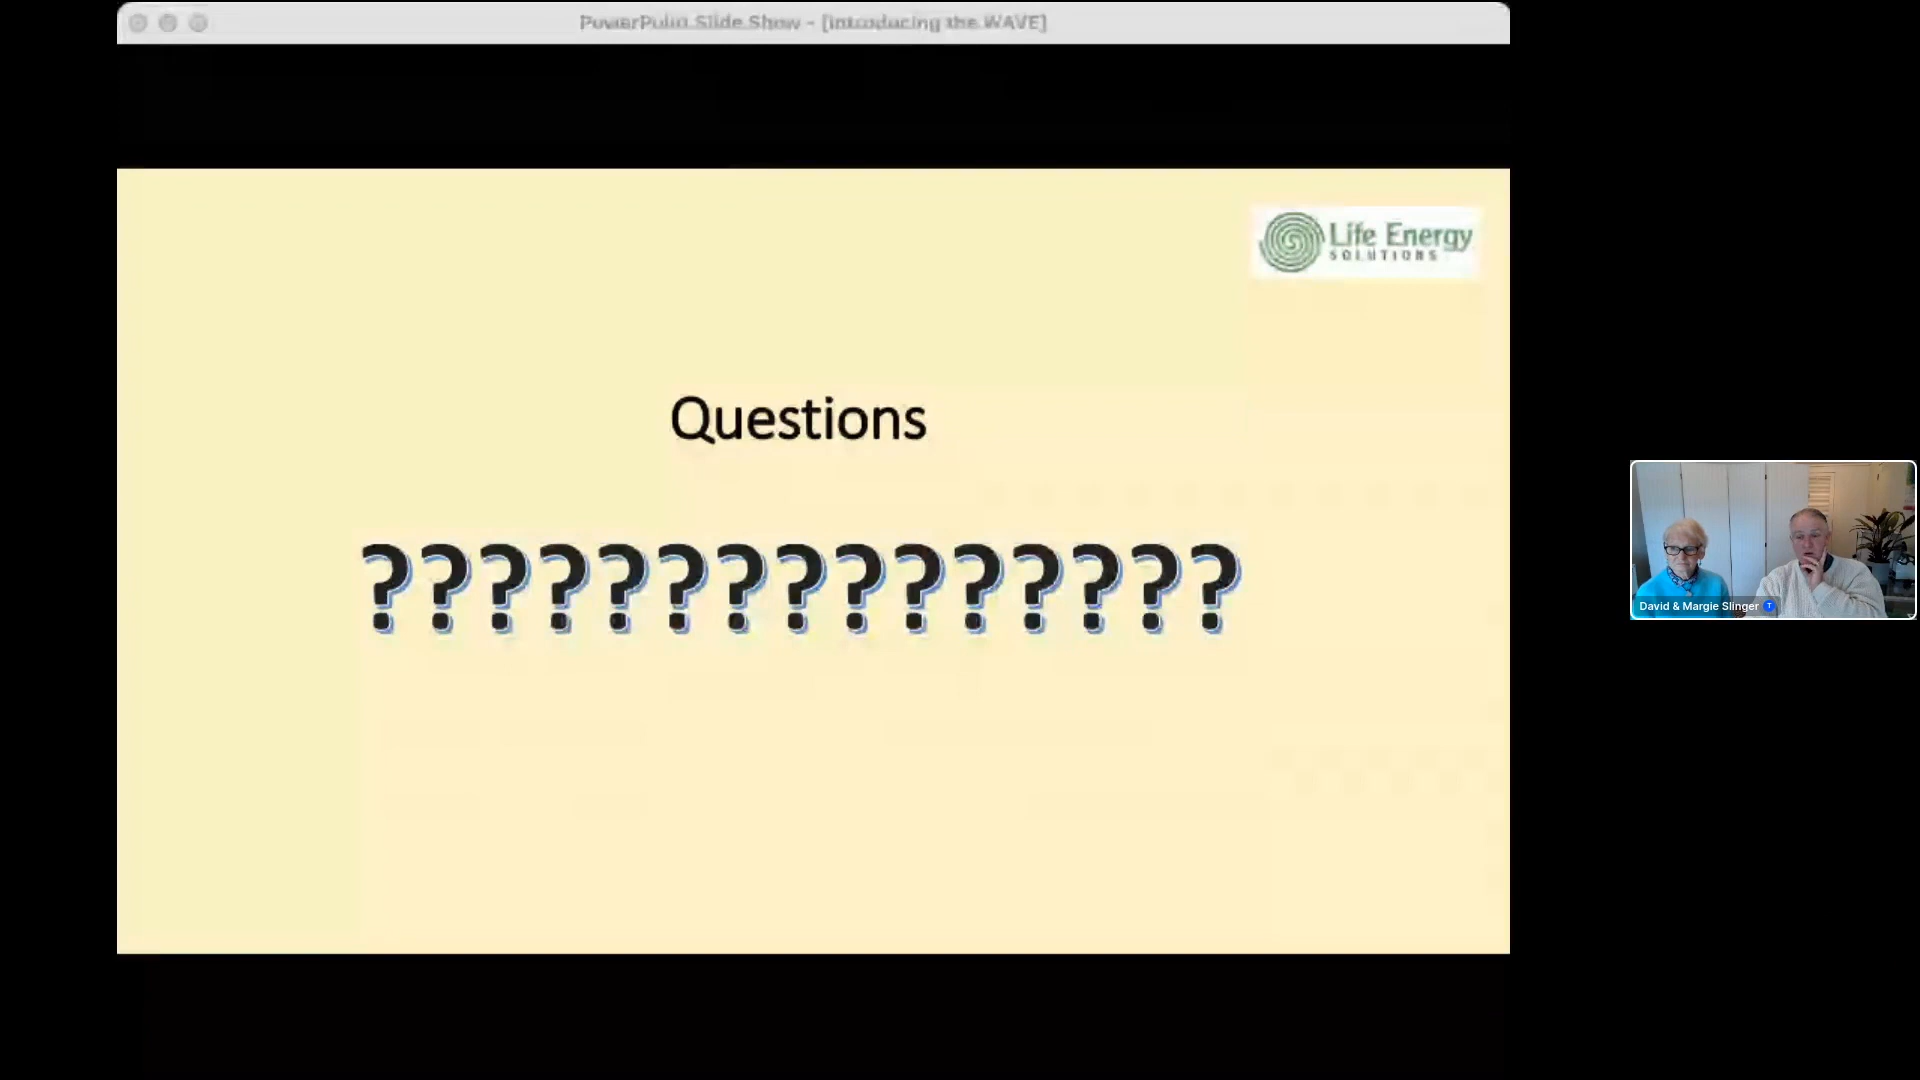 PowerPoint Slide Show - [Introducing the WAVE]
Life Energy
SOLUTIONS
Questions
???????????????
David & Margie Slinger
T